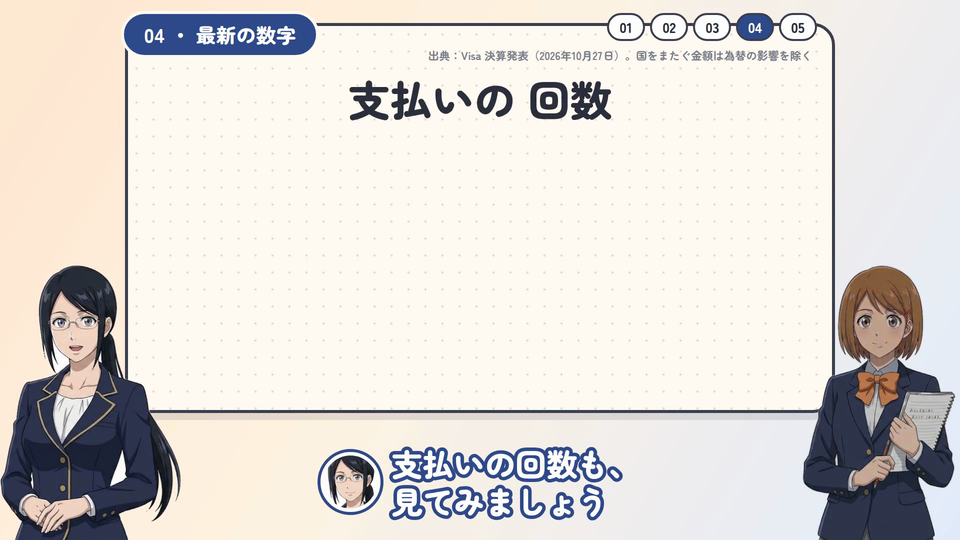 04 ・ 最新の数字
01 02 03 04 05
出典：Visa 決算発表（2026年10月27日）。国をまたぐ金額は為替の影響を除く
支払いの 回数
支払いの回数も、
見てみましょう